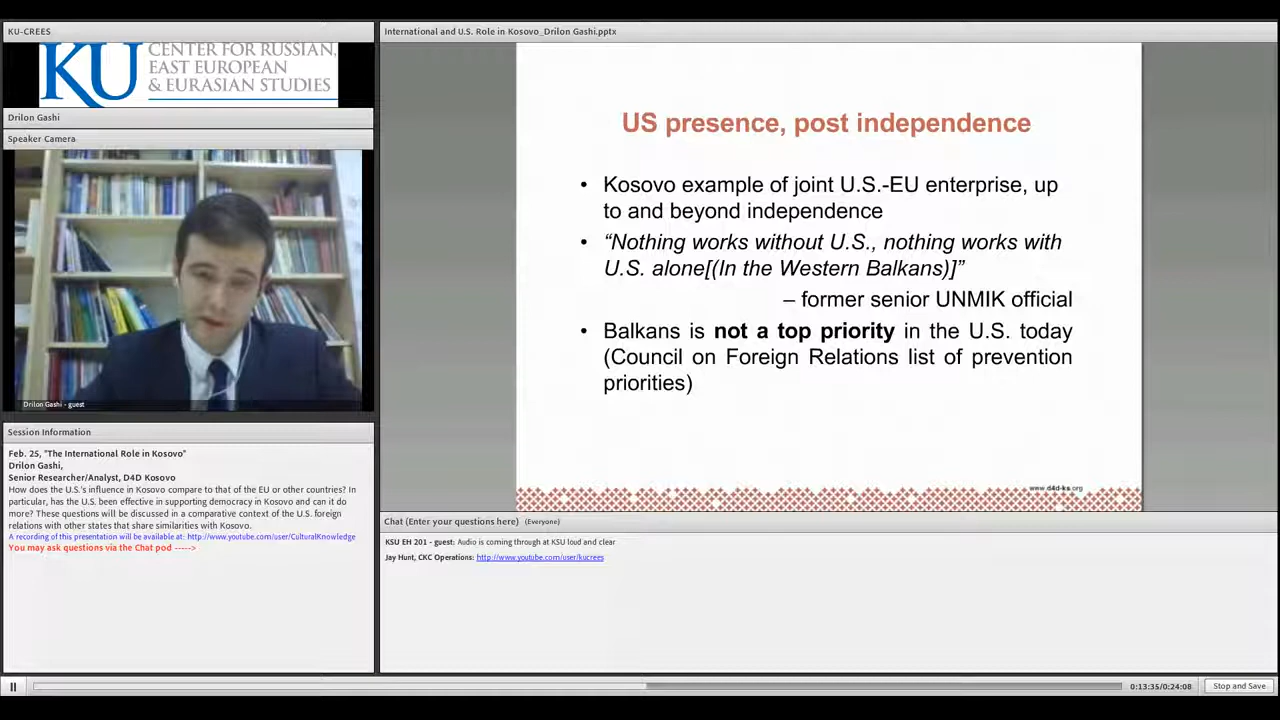 KU-CREES
KU
CENTER FOR RUSSIAN,
EAST EUROPEAN
& EURASIAN STUDIES
Drilon Gashi
Speaker Camera
Drilon Gashi - guest
Session Information
Feb. 25, "The International Role in Kosovo"
Drilon Gashi,
Senior Researcher/Analyst, D4D Kosovo
How does the U.S.'s influence in Kosovo compare to that of the EU or other countries? In
particular, has the U.S. been effective in supporting democracy in Kosovo and can it do
more? These questions will be discussed in a comparative context of the U.S. foreign
relations with other states that share similarities with Kosovo.
A recording of this presentation will be available at: http://www.youtube.com/user/CulturalKnowledge
You may ask questions via the Chat pod ----->
International and U.S. Role in Kosovo_Drilon Gashi.pptx
US presence, post independence
• Kosovo example of joint U.S.-EU enterprise, up
to and beyond independence
• “Nothing works without U.S., nothing works with
U.S. alone[(In the Western Balkans)]”
– former senior UNMIK official
• Balkans is not a top priority in the U.S. today
(Council on Foreign Relations list of prevention
priorities)
www.d4d-ks.org
Chat (Enter your questions here) (Everyone)
KSU EH 201 - guest: Audio is coming through at KSU loud and clear
Jay Hunt, CKC Operations: http://www.youtube.com/user/kucrees
0:13:35/0:24:08
Stop and Save